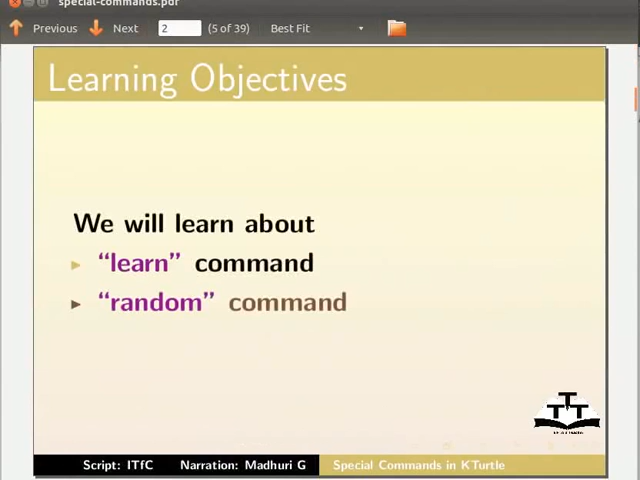 special-commands.pdf
Previous Next 2 (5 of 39) Best Fit
Learning Objectives
We will learn about
“learn” command
“random” command
TTT
Script: ITfC Narration: Madhuri G Special Commands in KTurtle